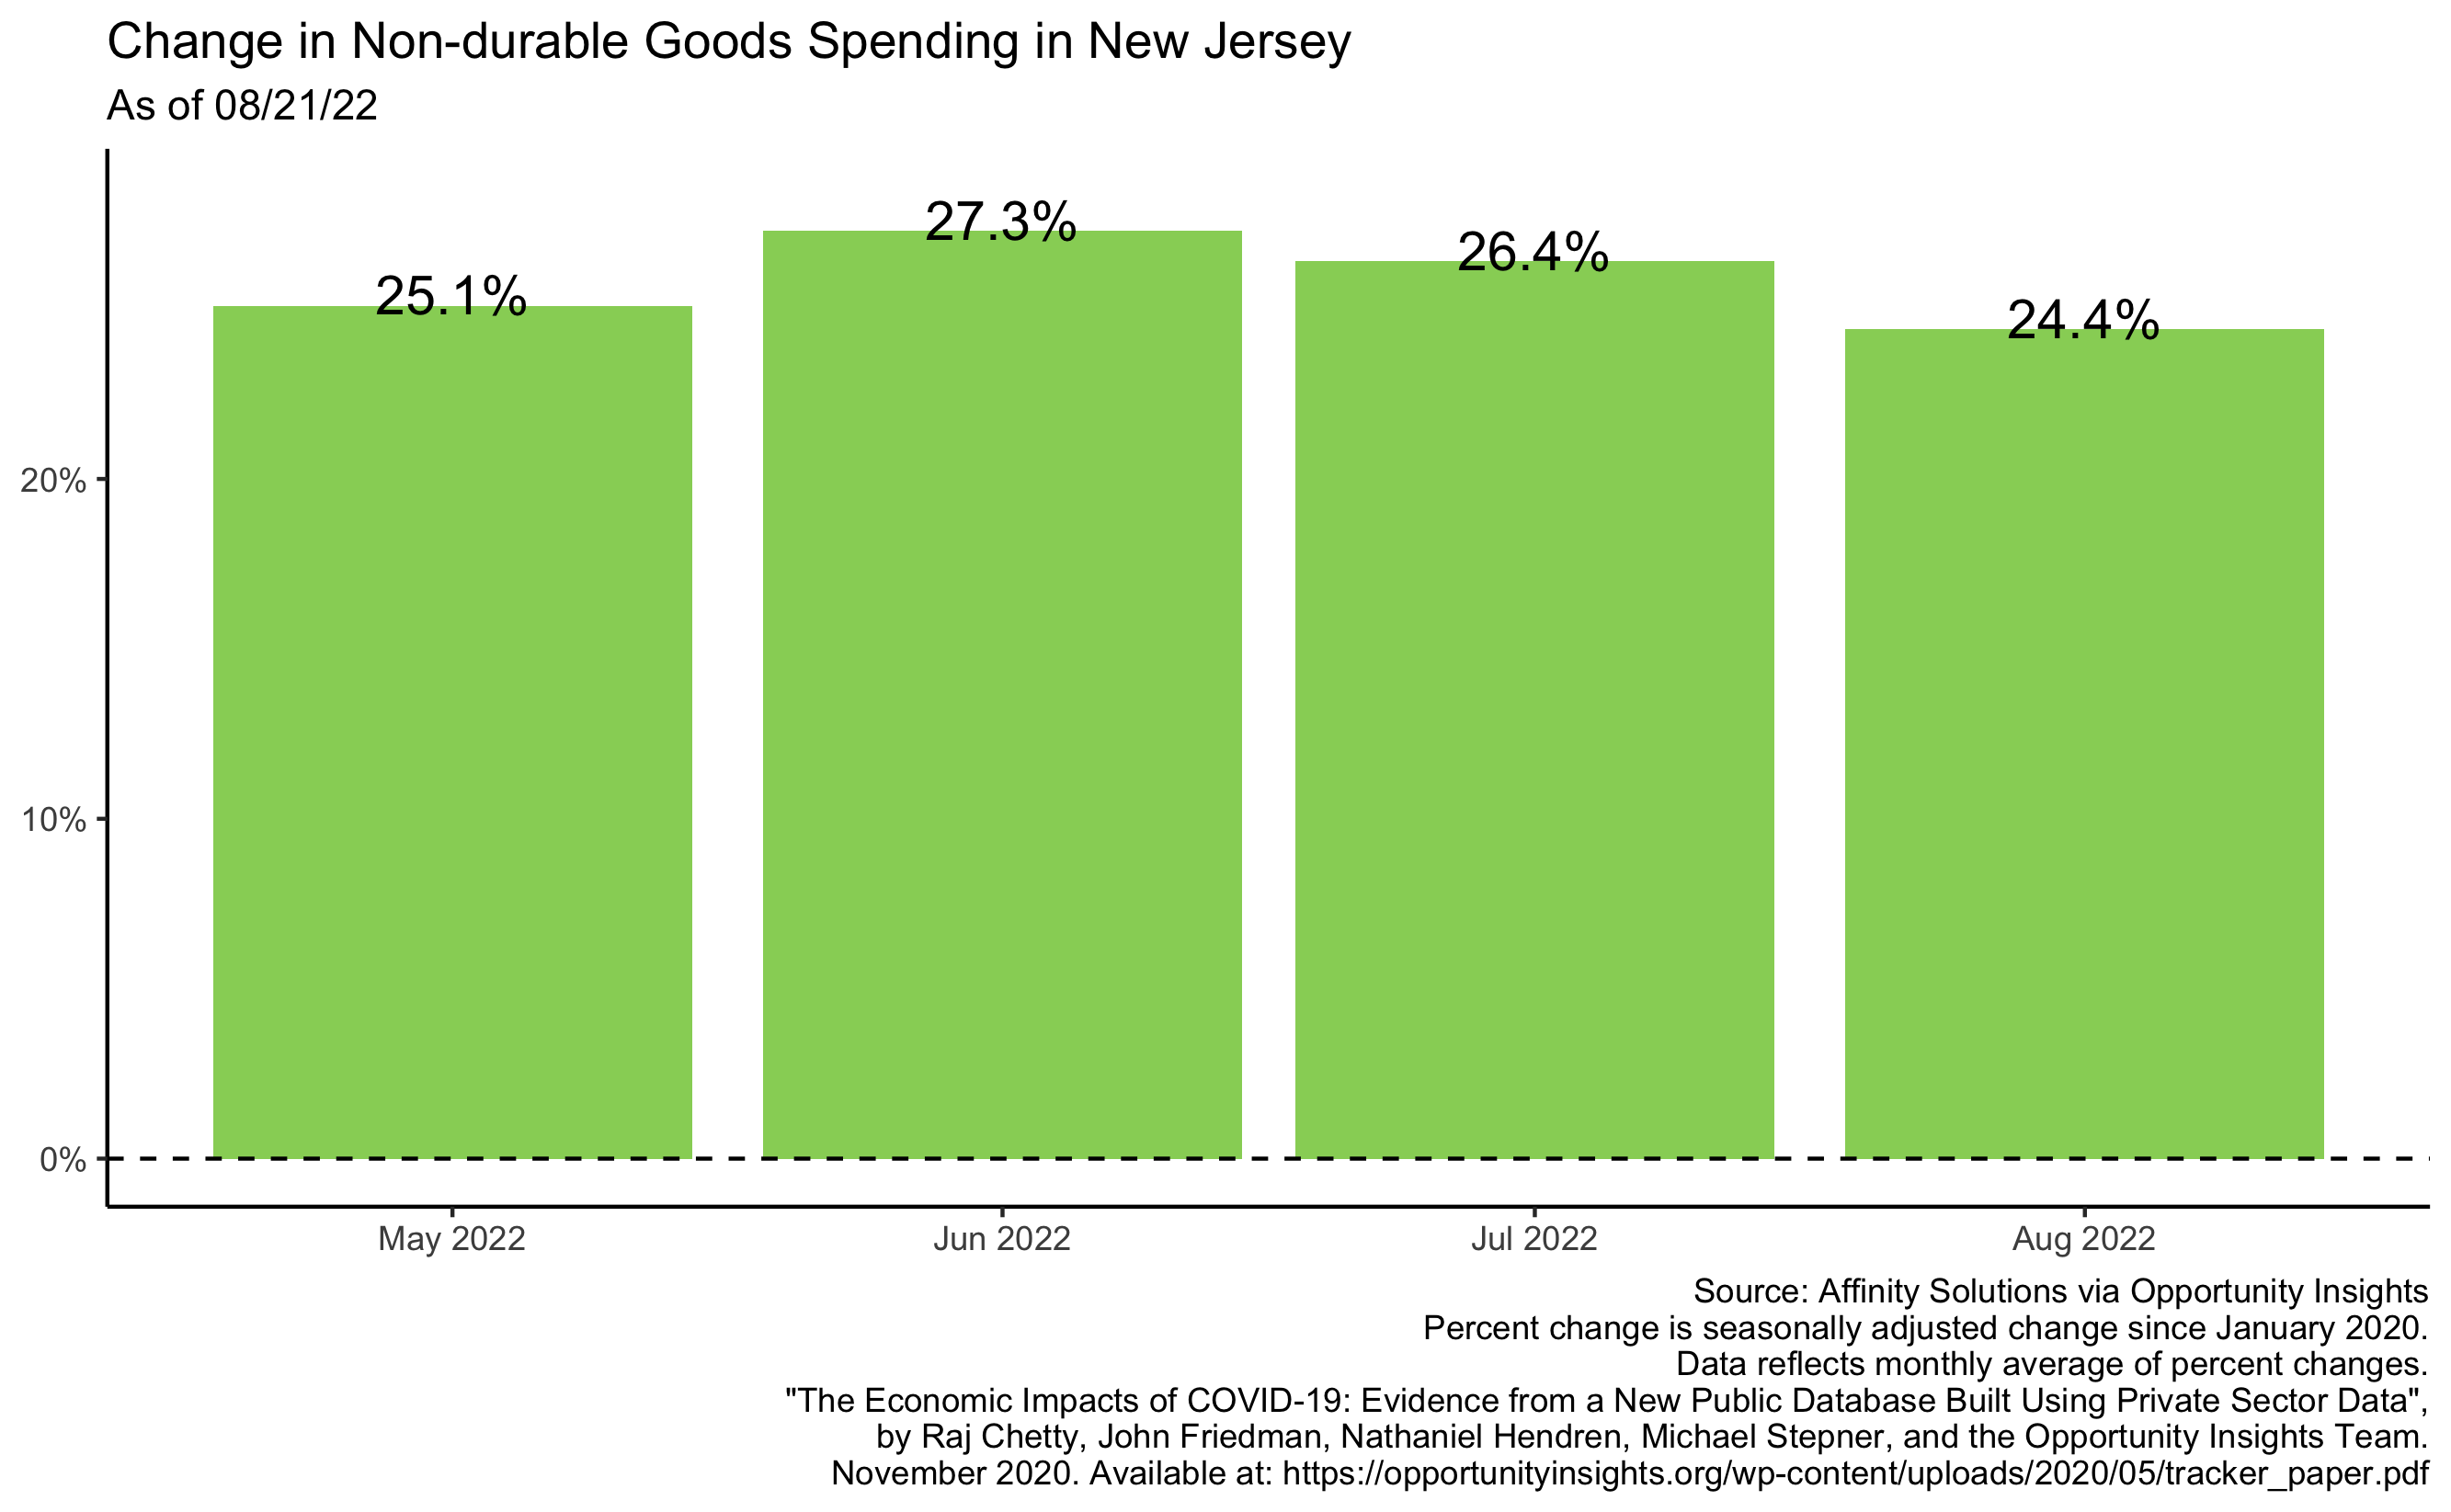 Change in Non-durable Goods Spending in New Jersey
As of 08/21/22
25.1%
27.3%
26.4%
24.4%
20%
10%
0%
May 2022
Jun 2022
Jul 2022
Aug 2022
Source: Affinity Solutions via Opportunity Insights
Percent change is seasonally adjusted change since January 2020.
Data reflects monthly average of percent changes.
"The Economic Impacts of COVID-19: Evidence from a New Public Database Built Using Private Sector Data",
by Raj Chetty, John Friedman, Nathaniel Hendren, Michael Stepner, and the Opportunity Insights Team.
November 2020. Available at: https://opportunityinsights.org/wp-content/uploads/2020/05/tracker_paper.pdf